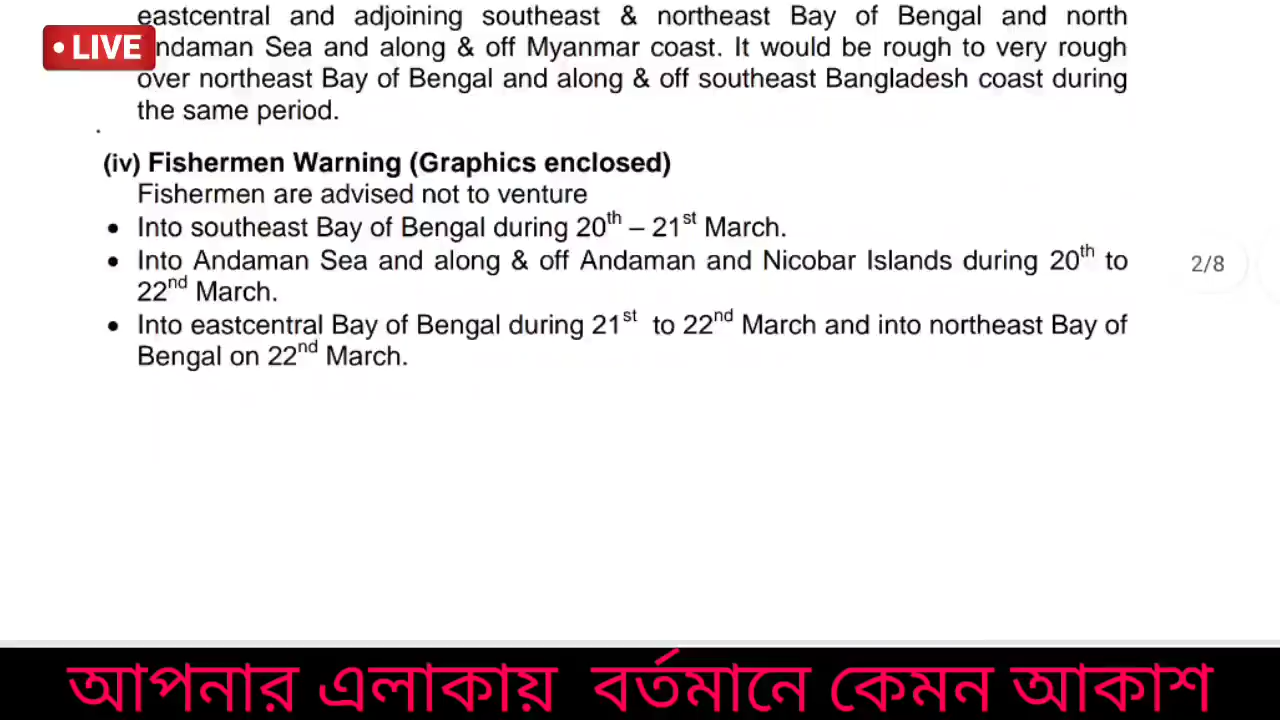 eastcentral and adjoining southeast & northeast Bay of Bengal and north
• LIVE
ndaman Sea and along & off Myanmar coast. It would be rough to very rough
over northeast Bay of Bengal and along & off southeast Bangladesh coast during
the same period.
(iv) Fishermen Warning (Graphics enclosed)
Fishermen are advised not to venture
• Into southeast Bay of Bengal during 20th – 21st March.
• Into Andaman Sea and along & off Andaman and Nicobar Islands during 20th to
22nd March.
2/8
• Into eastcentral Bay of Bengal during 21st to 22nd March and into northeast Bay of
Bengal on 22nd March.
আপনার এলাকায় বর্তমানে কেমন আকাশ